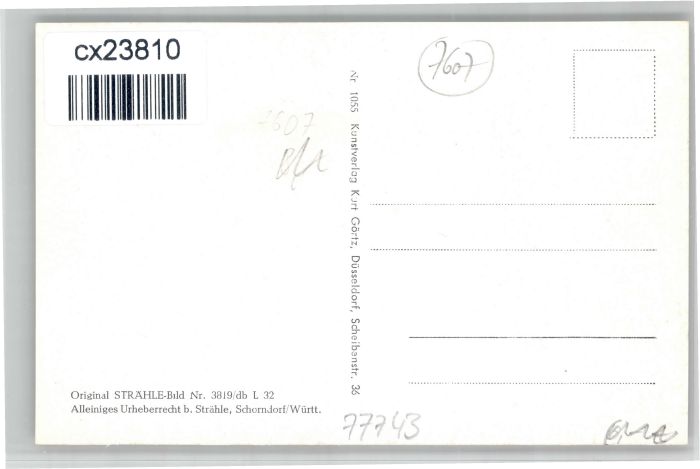 cx23810
7607
7607
Nr. 1055 Kunstverlag Kurt Görtz, Düsseldorf, Scheibenstr. 36
Original STRÄHLE-Bild Nr. 3819/db L 32
Alleiniges Urheberrecht b. Strähle, Schorndorf/Württ.
77743